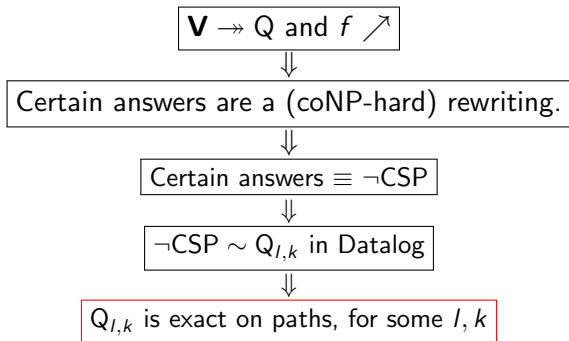 V ↠ Q and f ↗
⇓
Certain answers are a (coNP-hard) rewriting.
⇓
Certain answers ≡ ¬CSP
⇓
¬CSP ∼ Q_{l,k} in Datalog
⇓
Q_{l,k} is exact on paths, for some l, k